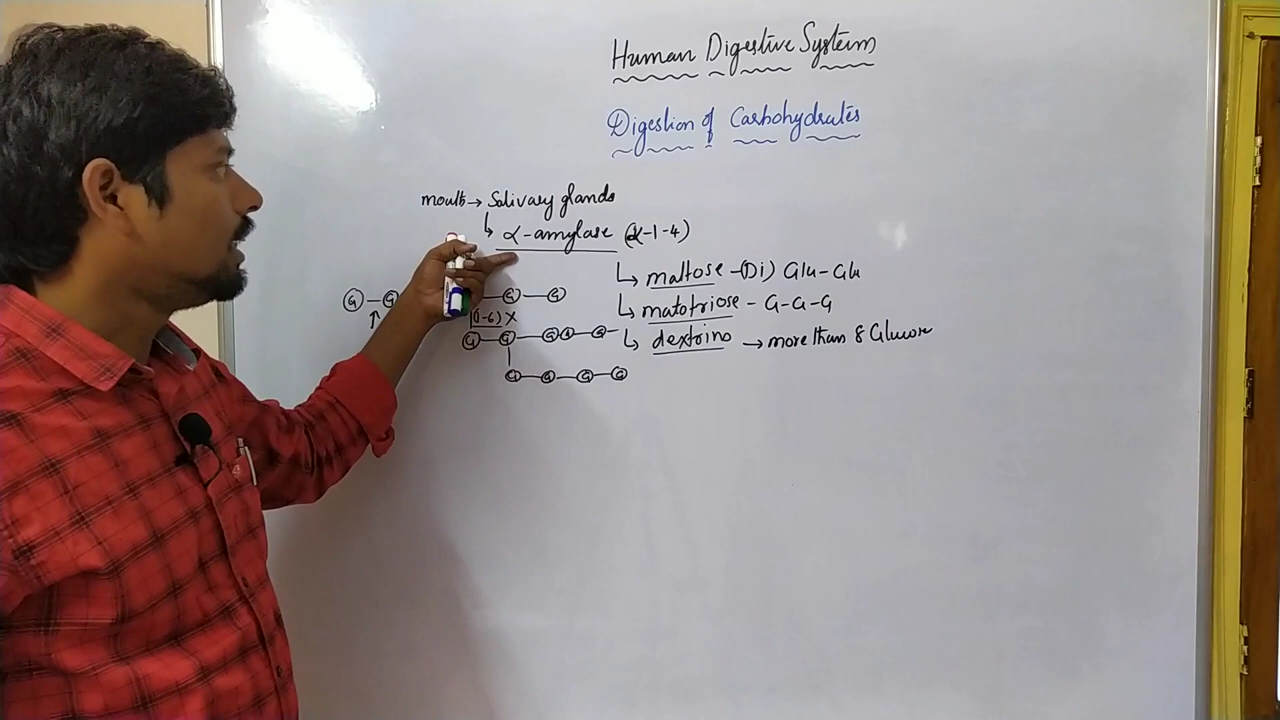 Human Digestive System
Digestion of Carbohydrates
mouth → Salivary glands
↳ α-amylase (α-1-4)
↳ maltose - (Di) Glu - Glu
↳ matotriose - G-G-G
↳ dextrins → more than 8 Glucose
G - G
G - G
(1-6) X
G - G - G G - G -
G - G - G - G